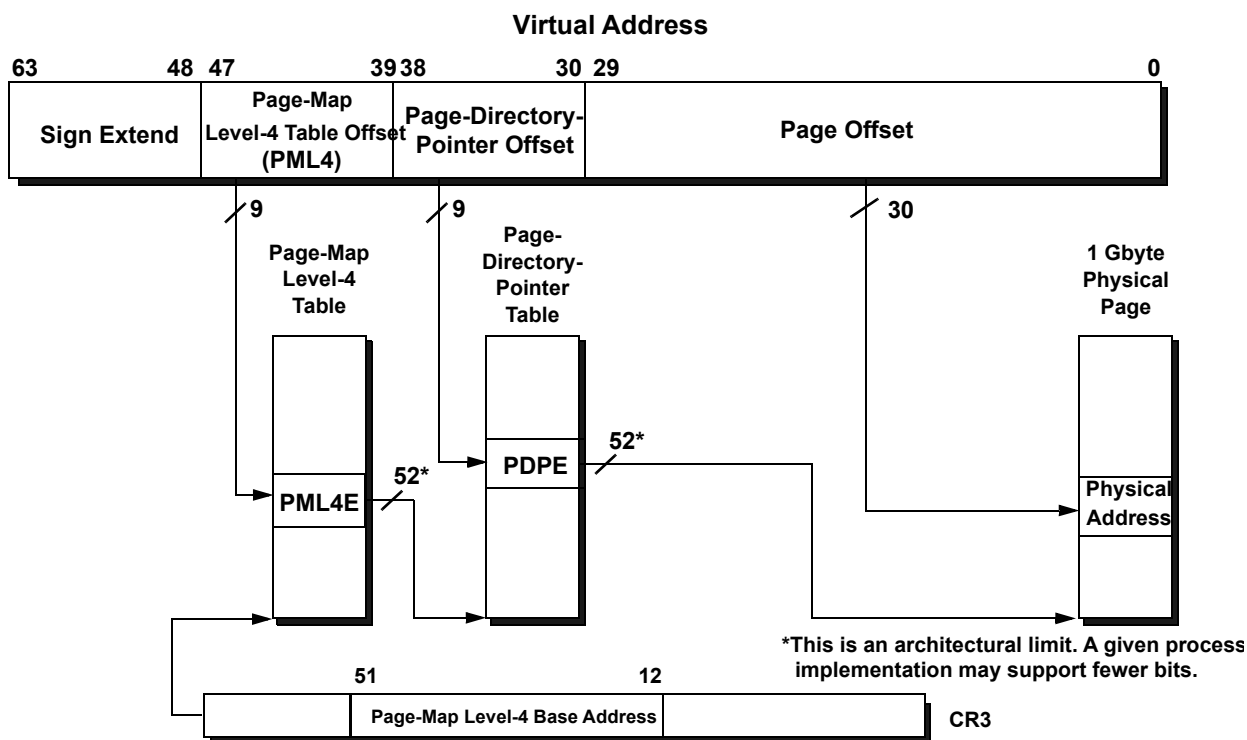 Virtual Address
63 48 47 39 38 30 29 0
Sign Extend
Page-Map
Level-4 Table Offset
(PML4)
Page-Directory-
Pointer Offset
Page Offset
9
9
30
Page-Map
Level-4
Table
Page-
Directory-
Pointer
Table
1 Gbyte
Physical
Page
PML4E
52*
PDPE
52*
Physical
Address
*This is an architectural limit. A given process
implementation may support fewer bits.
51 12
Page-Map Level-4 Base Address
CR3